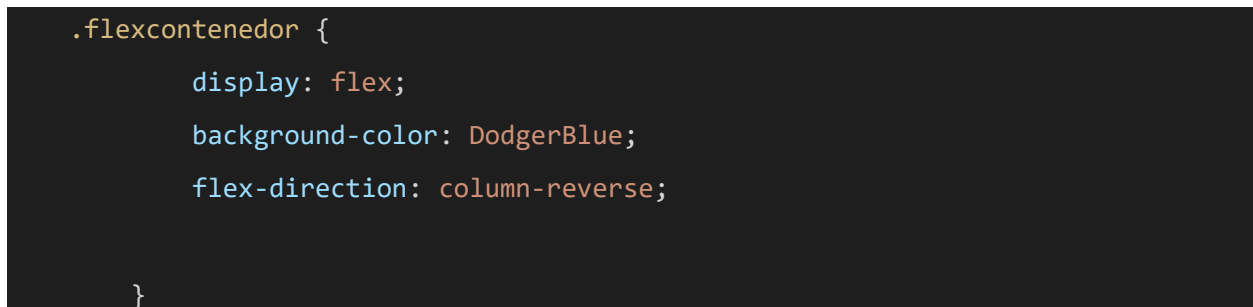 .flexcontenedor {
display: flex;
background-color: DodgerBlue;
flex-direction: column-reverse;
}